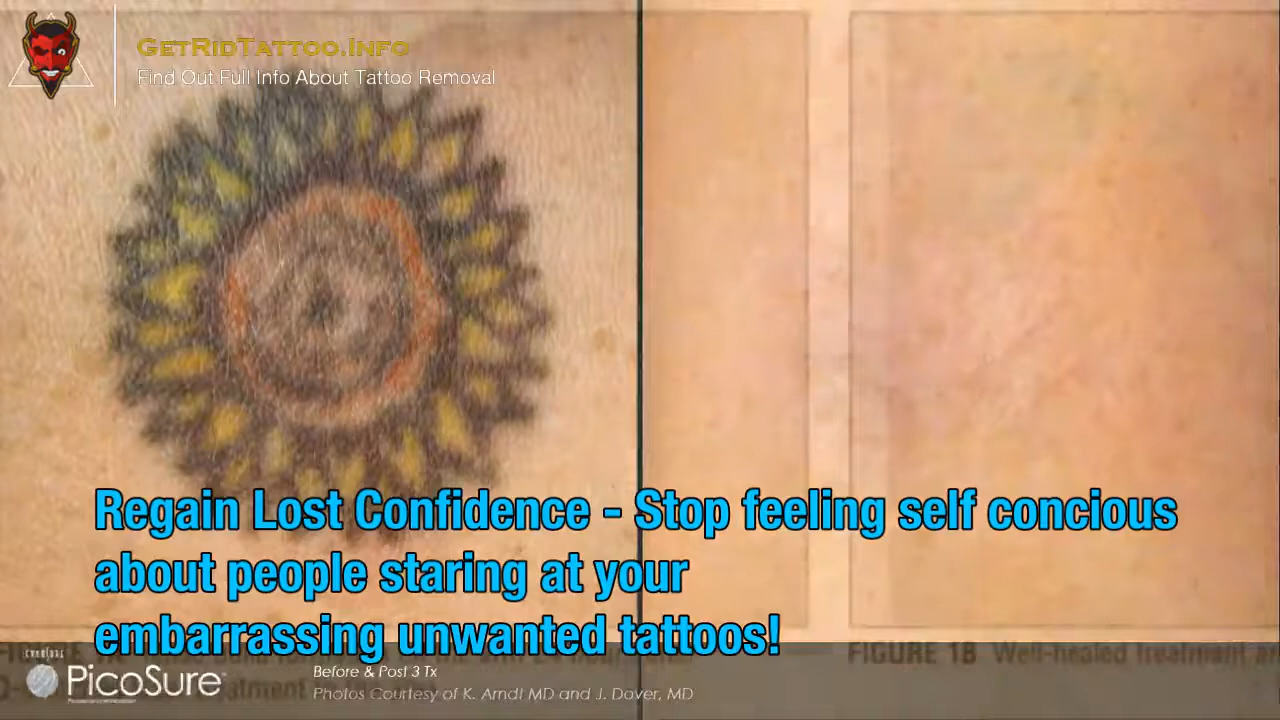 GetRidTattoo.Info
Find Out Full Info About Tattoo Removal
Regain Lost Confidence - Stop feeling self concious
about people staring at your
embarrassing unwanted tattoos!
FIGURE 1B Well-healed treatment
PicoSure
Before & Post 3 Tx
atment
Photos Courtesy of K. Arndt MD and J. Dover, MD